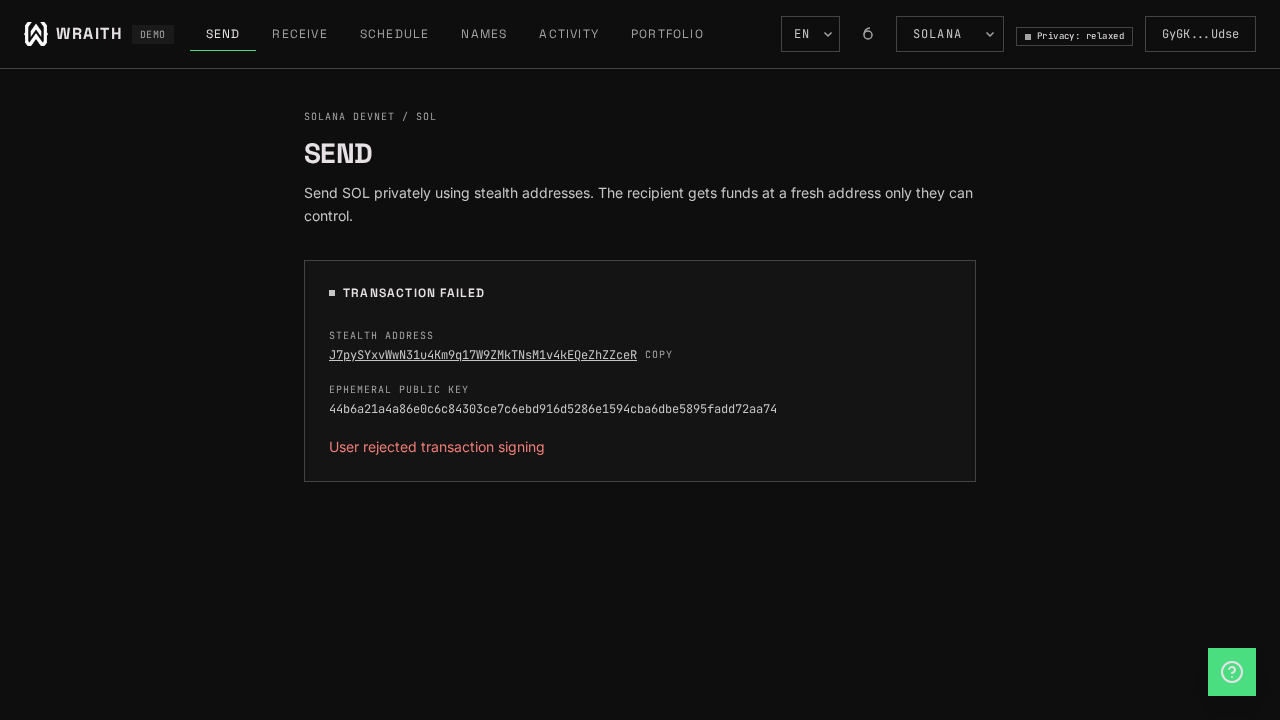 WRAITH DEMO SEND RECEIVE SCHEDULE NAMES ACTIVITY PORTFOLIO EN SOLANA Privacy: relaxed GyGK...Udse
SOLANA DEVNET / SOL
SEND
Send SOL privately using stealth addresses. The recipient gets funds at a fresh address only they can
control.
TRANSACTION FAILED
STEALTH ADDRESS
J7pySYxvWwN31u4Km9q17W9ZMkTNsM1v4kEQeZhZZceR COPY
EPHEMERAL PUBLIC KEY
44b6a21a4a86e0c6c84303ce7c6ebd916d5286e1594cba6dbe5895fadd72aa74
User rejected transaction signing